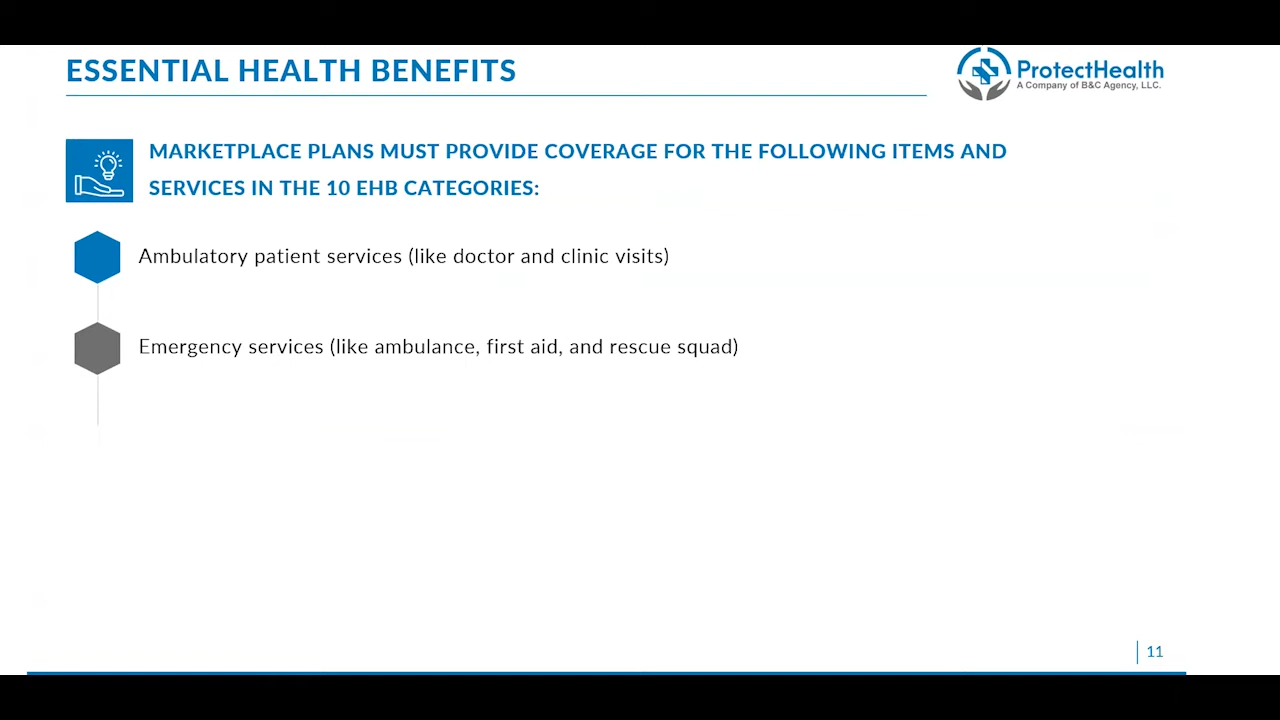 ESSENTIAL HEALTH BENEFITS
ProtectHealth
A Company of B&C Agency, LLC.
MARKETPLACE PLANS MUST PROVIDE COVERAGE FOR THE FOLLOWING ITEMS AND
SERVICES IN THE 10 EHB CATEGORIES:
Ambulatory patient services (like doctor and clinic visits)
Emergency services (like ambulance, first aid, and rescue squad)
11